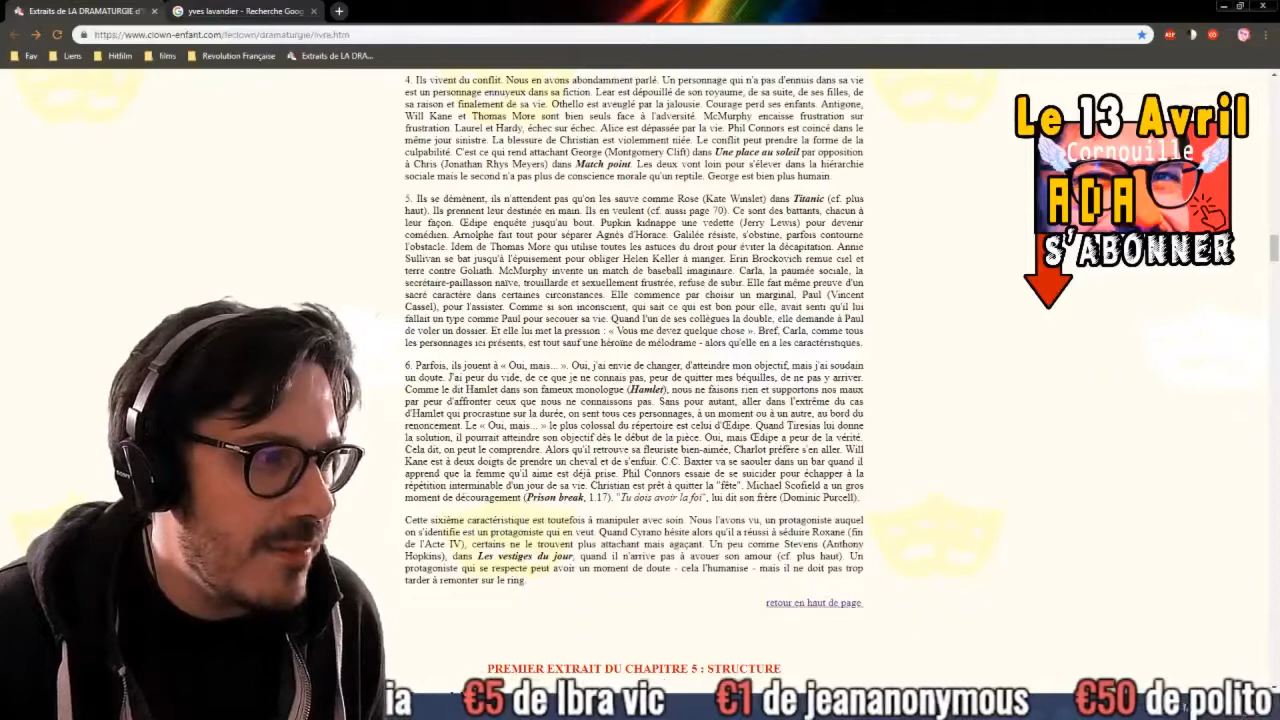 Extraits de LA DRAMATURGIE d'
yves lavandier - Recherche Goog
https://www.clown-enfant.com/leclown/dramaturgie/livre.htm
Fav
Liens
Hitfilm
films
Revolution Française
Extraits de LA DRA...
4. Ils vivent du conflit. Nous en avons abondamment parlé. Un personnage qui n'a pas d'ennuis dans sa vie
est un personnage ennuyeux dans sa fiction. Lear est dépouillé de son royaume, de sa suite, de ses filles, de
sa raison et finalement de sa vie. Othello est aveuglé par la jalousie. Courage perd ses enfants. Antigone,
Will Kane et Thomas More sont bien seuls face à l'adversité. McMurphy encaisse frustration sur
frustration. Laurel et Hardy, échec sur échec. Alice est dépassée par la vie. Phil Connors est coincé dans le
même jour sinistre. La blessure de Christian est violemment niée. Le conflit peut prendre la forme de la
culpabilité. C'est ce qui rend attachant George (Montgomery Clift) dans Une place au soleil par opposition
à Chris (Jonathan Rhys Meyers) dans Match point. Les deux vont loin pour s'élever dans la hiérarchie
sociale mais le second n'a pas plus de conscience morale qu'un reptile. George est bien plus humain.
5. Ils se démènent, ils n'attendent pas qu'on les sauve comme Rose (Kate Winslet) dans Titanic (cf. plus
haut). Ils prennent leur destinée en main. Ils en veulent (cf. aussi page 70). Ce sont des battants, chacun à
leur façon. Œdipe enquête jusqu'au bout. Pupkin kidnappe une vedette (Jerry Lewis) pour devenir
comédien. Arnolphe fait tout pour séparer Agnès d'Horace. Galilée résiste, s'obstine, parfois contourne
l'obstacle. Idem de Thomas More qui utilise toutes les astuces du droit pour éviter la décapitation. Annie
Sullivan se bat jusqu'à l'épuisement pour obliger Helen Keller à manger. Erin Brockovich remue ciel et
terre contre Goliath. McMurphy invente un match de baseball imaginaire. Carla, la paumée sociale, la
secrétaire-paillasson naïve, trouillarde et sexuellement frustrée, refuse de subir. Elle fait même preuve d'un
sacré caractère dans certaines circonstances. Elle commence par choisir un marginal, Paul (Vincent
Cassel), pour l'assister. Comme si son inconscient, qui sait ce qui est bon pour elle, avait senti qu'il lui
fallait un type comme Paul pour secouer sa vie. Quand l'un de ses collègues la double, elle demande à Paul
de voler un dossier. Et elle lui met la pression : « Vous me devez quelque chose ». Bref, Carla, comme tous
les personnages ici présents, est tout sauf une héroïne de mélodrame - alors qu'elle en a les caractéristiques.
6. Parfois, ils jouent à « Oui, mais... ». Oui, j'ai envie de changer, d'atteindre mon objectif, mais j'ai soudain
un doute. J'ai peur du vide, de ce que je ne connais pas, peur de quitter mes béquilles, de ne pas y arriver.
Comme le dit Hamlet dans son fameux monologue (Hamlet), nous ne faisons rien et supportons nos maux
par peur d'affronter ceux que nous ne connaissons pas. Sans pour autant, aller dans l'extrême du cas
d'Hamlet qui procrastine sur la durée, on sent tous ces personnages, à un moment ou à un autre, au bord du
renoncement. Le « Oui, mais... » le plus colossal du répertoire est celui d'Œdipe. Quand Tiresias lui donne
la solution, il pourrait atteindre son objectif dès le début de la pièce. Oui, mais Œdipe a peur de la vérité.
Cela dit, on peut le comprendre. Alors qu'il retrouve sa fleuriste bien-aimée, Charlot préfère s'en aller. Will
Kane est à deux doigts de prendre un cheval et de s'enfuir. C.C. Baxter va se saouler dans un bar quand il
apprend que la femme qu'il aime est déjà prise. Phil Connors essaie de se suicider pour échapper à la
répétition interminable d'un jour de sa vie. Christian est prêt à quitter la "fête". Michael Scofield a un gros
moment de découragement (Prison break, 1.17). "Tu dois avoir la foi", lui dit son frère (Dominic Purcell).
Cette sixième caractéristique est toutefois à manipuler avec soin. Nous l'avons vu, un protagoniste auquel
on s'identifie est un protagoniste qui en veut. Quand Cyrano hésite alors qu'il a réussi à séduire Roxane (fin
de l'Acte IV), certains ne le trouvent plus attachant mais agaçant. Un peu comme Stevens (Anthony
Hopkins), dans Les vestiges du jour, quand il n'arrive pas à avouer son amour (cf. plus haut). Un
protagoniste qui se respecte peut avoir un moment de doute - cela l'humanise - mais il ne doit pas trop
tarder à remonter sur le ring.
retour en haut de page
PREMIER EXTRAIT DU CHAPITRE 5 : STRUCTURE
Le 13 Avril
Cornouille
ADA
S'ABONNER
ia €5 de Ibra vic €1 de jeananonymous €50 de polito